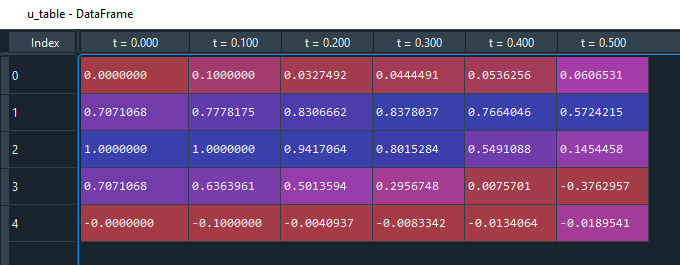 u_table - DataFrame
Index t = 0.000 t = 0.100 t = 0.200 t = 0.300 t = 0.400 t = 0.500
0 0.0000000 0.1000000 0.0327492 0.0444491 0.0536256 0.0606531
1 0.7071068 0.7778175 0.8306662 0.8378037 0.7664046 0.5724215
2 1.0000000 1.0000000 0.9417064 0.8015284 0.5491088 0.1454458
3 0.7071068 0.6363961 0.5013594 0.2956748 0.0075701 -0.3762957
4 -0.0000000 -0.1000000 -0.0040937 -0.0083342 -0.0134064 -0.0189541